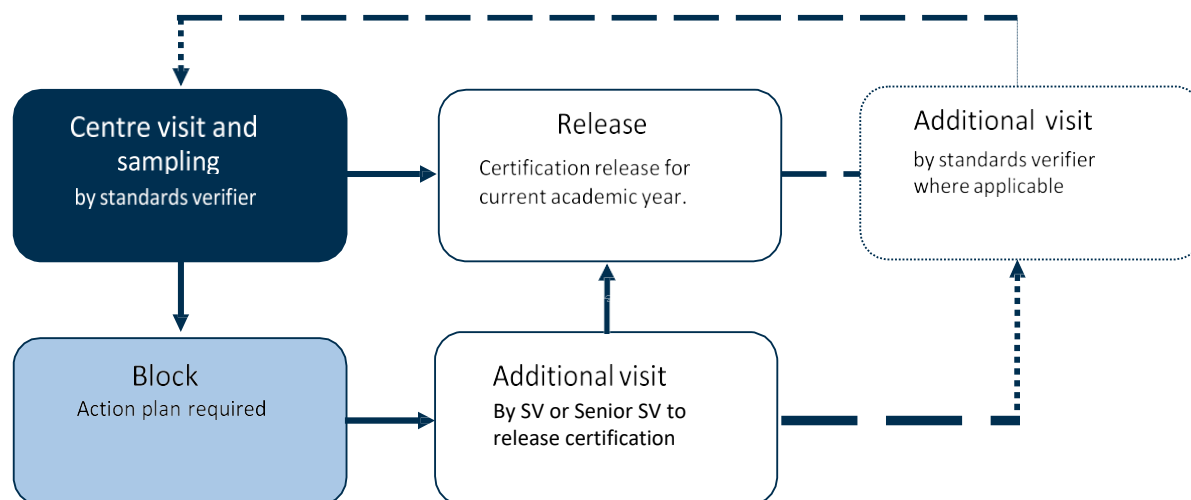 Centre visit and
sampling
by standards verifier
Release
Certification release for
current academic year.
Additional visit
by standards verifier
where applicable
Block
Action plan required
Additional visit
By SV or Senior SV to
release certification